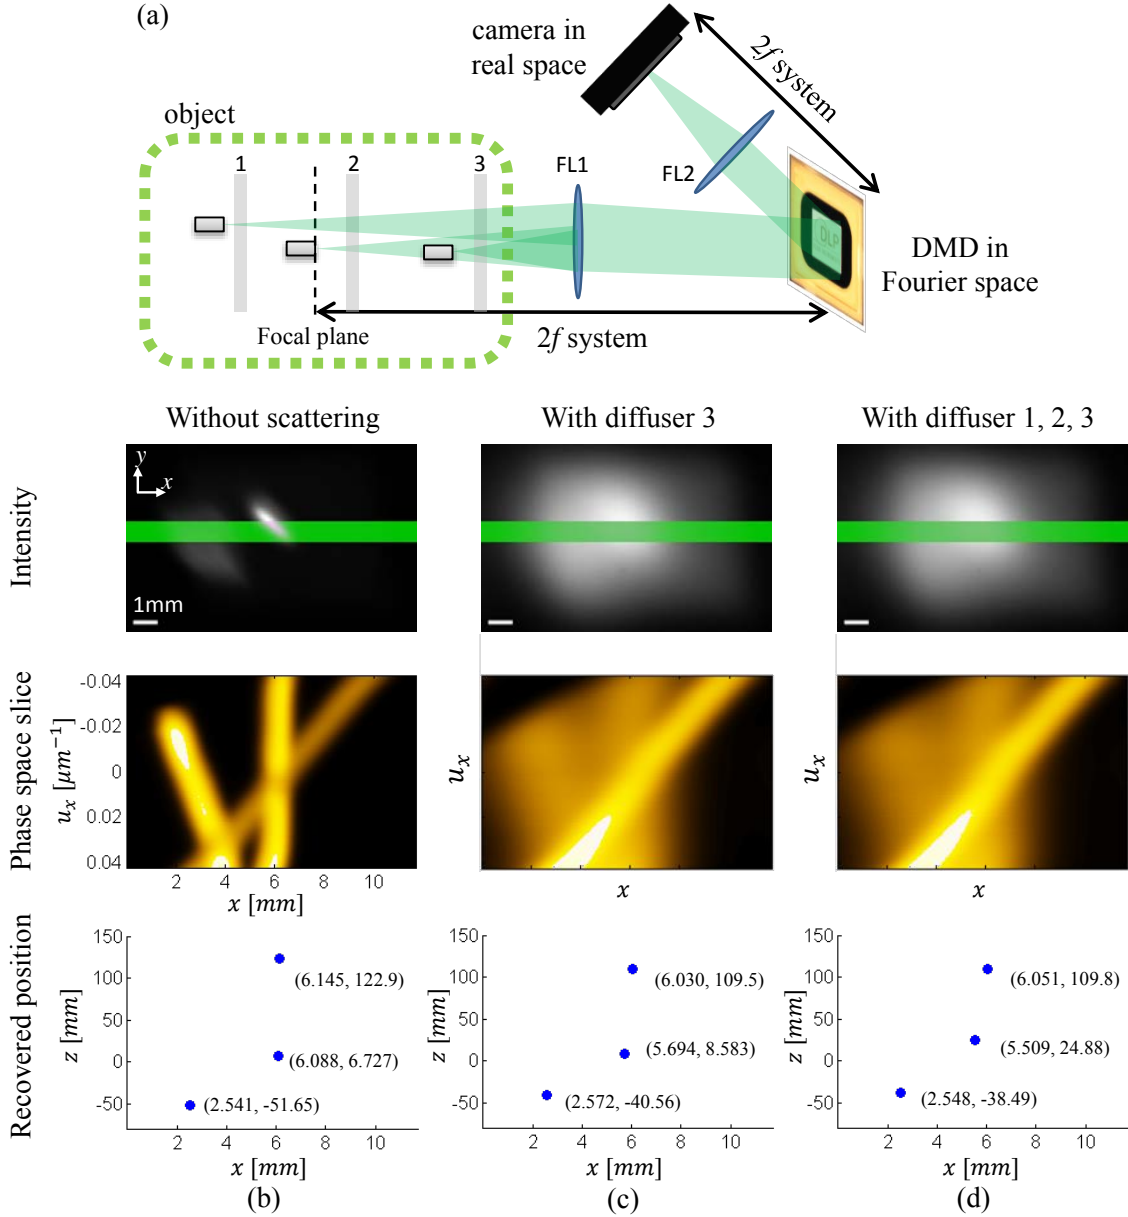 (a)
camera in
real space
2f system
object
1
2
3
FL1
FL2
DLP
DMD in
Fourier space
Focal plane
2f system
Without scattering
With diffuser 3
With diffuser 1, 2, 3
Intensity
y
x
1mm
Phase space slice
u_x [μm⁻¹]
-0.04
-0.02
0
0.02
0.04
2 4 6 8 10
x [mm]
u_x
x
u_x
x
Recovered position
z [mm]
150
100
50
0
-50
(6.145, 122.9)
(6.088, 6.727)
(2.541, -51.65)
2 4 6 8 10
x [mm]
(b)
z [mm]
150
100
50
0
-50
(6.030, 109.5)
(5.694, 8.583)
(2.572, -40.56)
2 4 6 8 10
x [mm]
(c)
z [mm]
150
100
50
0
-50
(6.051, 109.8)
(5.509, 24.88)
(2.548, -38.49)
2 4 6 8 10
x [mm]
(d)